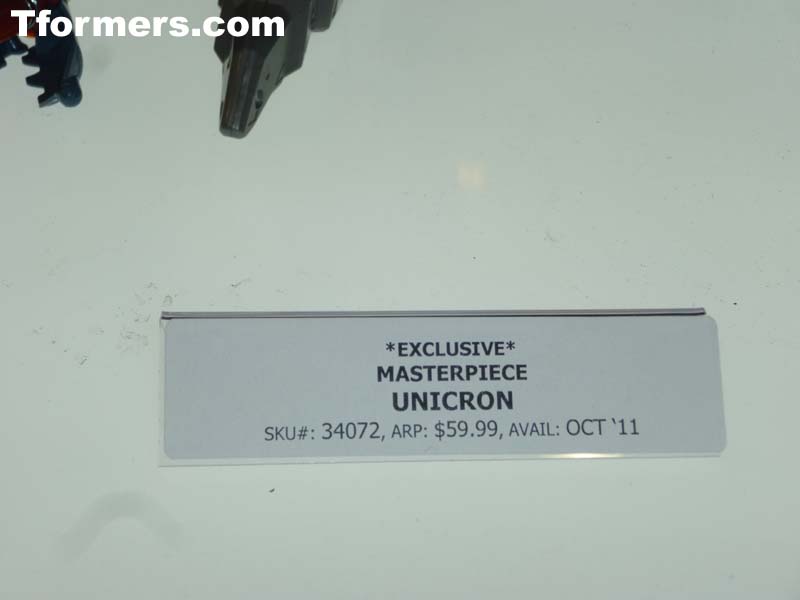 Tformers.com
*EXCLUSIVE*
MASTERPIECE
UNICRON
SKU#: 34072, ARP: $59.99, AVAIL: OCT '11